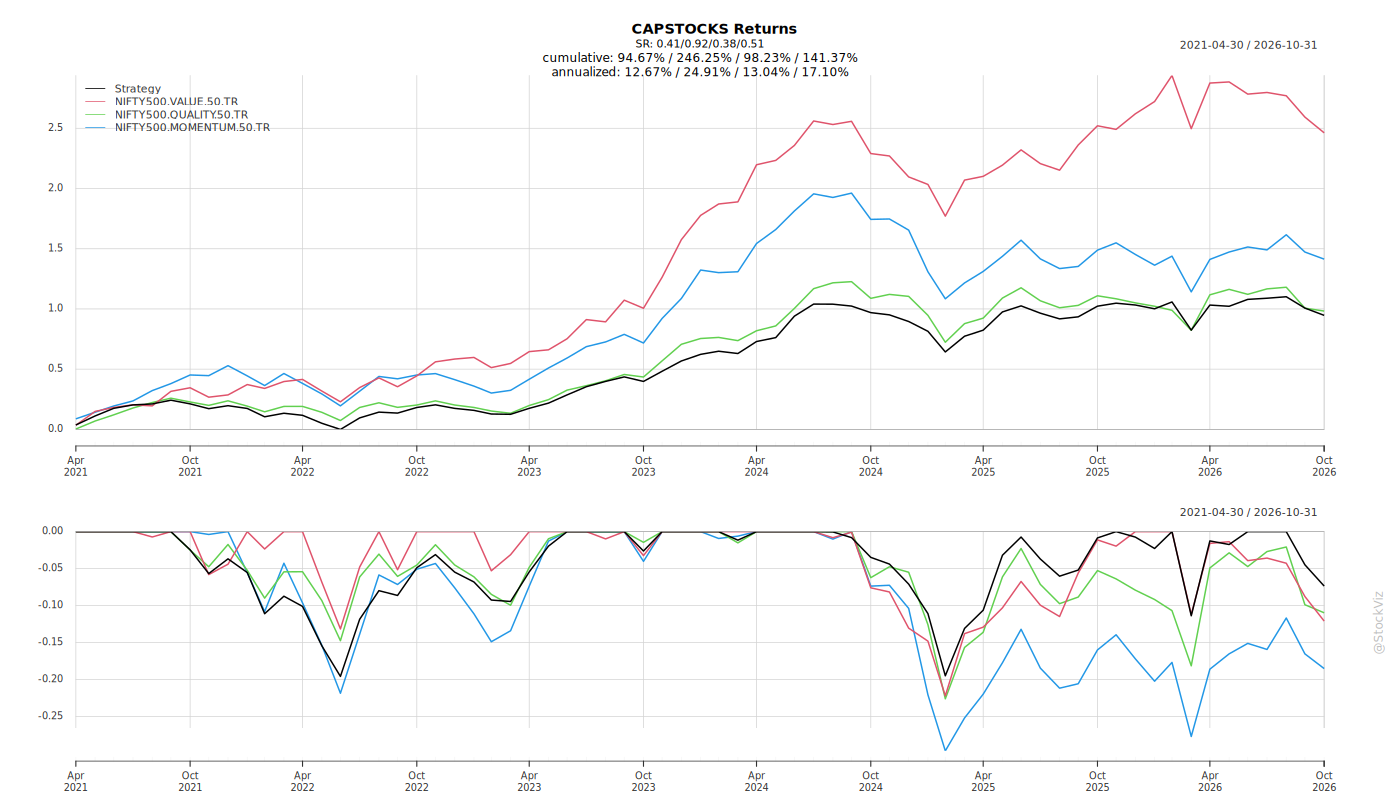 CAPSTOCKS Returns
SR: 0.41/0.92/0.38/0.51
cumulative: 94.67% / 246.25% / 98.23% / 141.37%
annualized: 12.67% / 24.91% / 13.04% / 17.10%
2021-04-30 / 2026-10-31
Strategy
NIFTY500.VALUE.50.TR
NIFTY500.QUALITY.50.TR
NIFTY500.MOMENTUM.50.TR
2.5
2.0
1.5
1.0
0.5
0.0
Apr Oct Apr Oct Apr Oct Apr Oct Apr Oct Apr Oct
2021 2021 2022 2022 2023 2023 2024 2024 2025 2025 2026 2026
2021-04-30 / 2026-10-31
0.00
-0.05
-0.10
-0.15
-0.20
-0.25
Apr Oct Apr Oct Apr Oct Apr Oct Apr Oct Apr Oct
2021 2021 2022 2022 2023 2023 2024 2024 2025 2025 2026 2026
@StockViz